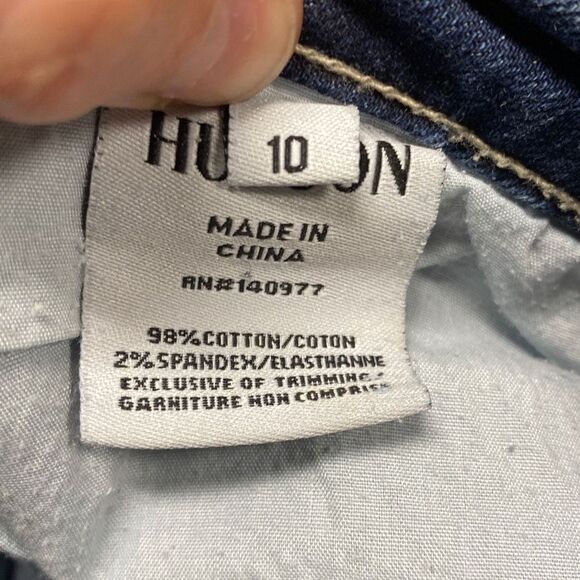 HU ON
10
MADE IN
CHINA
RN#140977
98%COTTON/COTON
2%SPANDEX/ELASTHANNE
EXCLUSIVE OF TRIMMING/
GARNITURE NON COMPRISE